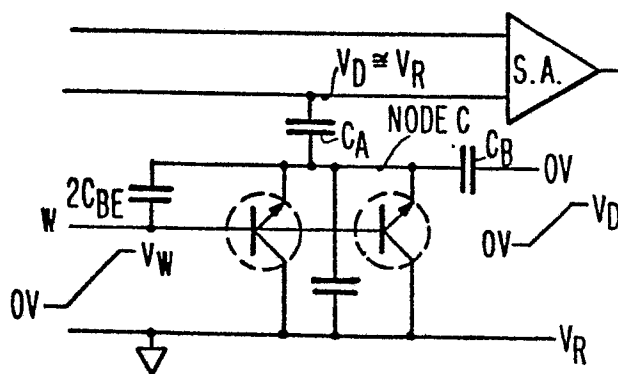 S.A.
V_D ≅ V_R
C_A
NODE C
C_B
0V
2C_BE
W
V_W
0V
V_D
0V
V_R